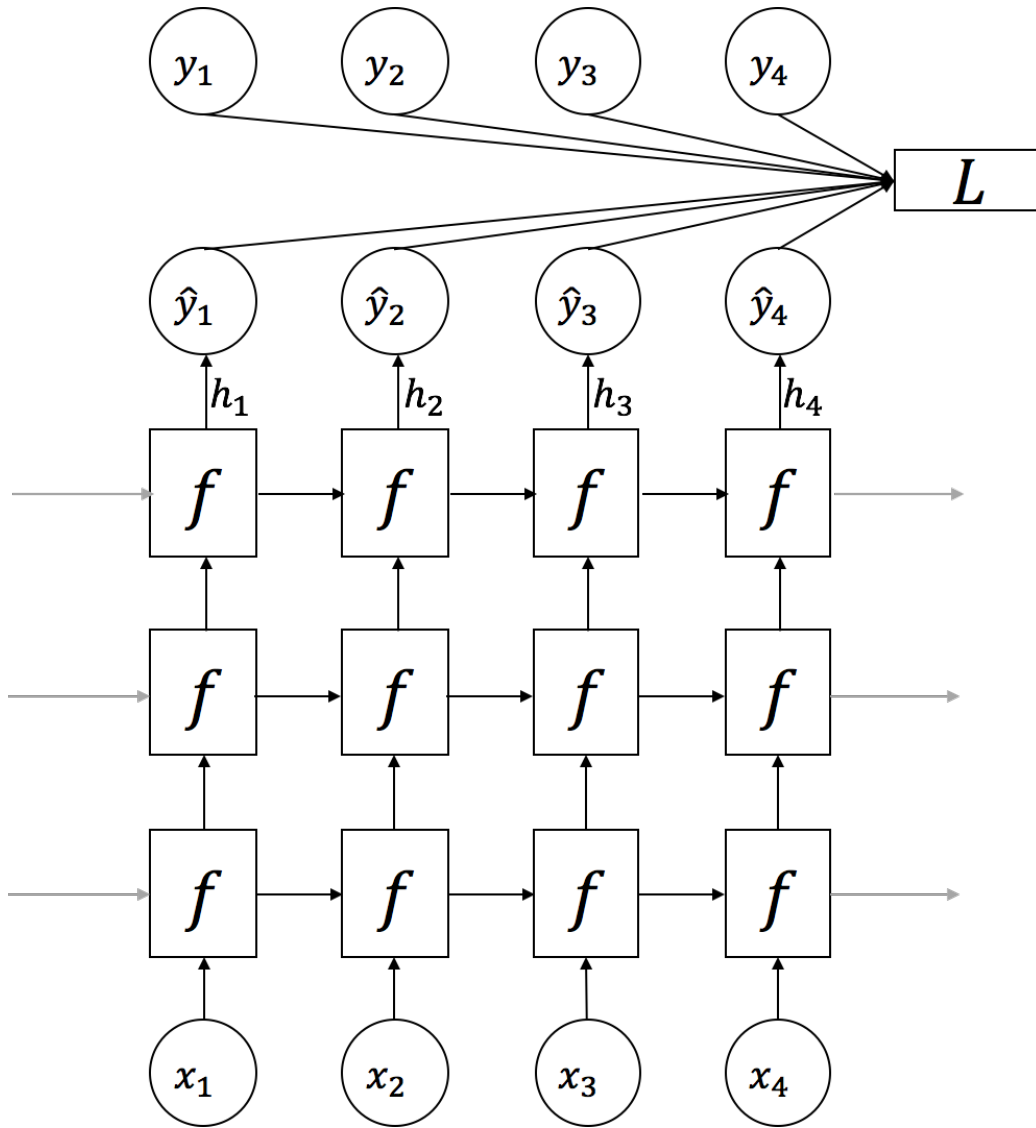 y₁ y₂ y₃ y₄
L
ŷ₁ ŷ₂ ŷ₃ ŷ₄
h₁ h₂ h₃ h₄
f f f f
f f f f
f f f f
x₁ x₂ x₃ x₄